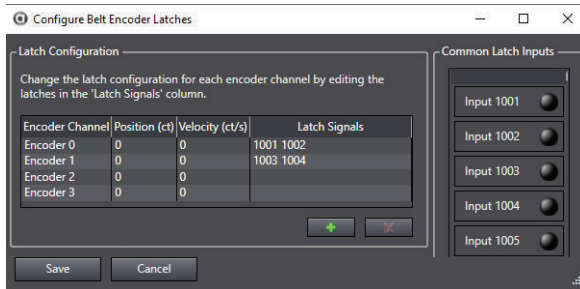 Configure Belt Encoder Latches
Latch Configuration
Change the latch configuration for each encoder channel by editing the
latches in the 'Latch Signals' column.
Encoder Channel Position (ct) Velocity (ct/s) Latch Signals
Encoder 0 0 0 1001 1002
Encoder 1 0 0 1003 1004
Encoder 2 0 0
Encoder 3 0 0
Save Cancel
Common Latch Inputs
Input 1001
Input 1002
Input 1003
Input 1004
Input 1005